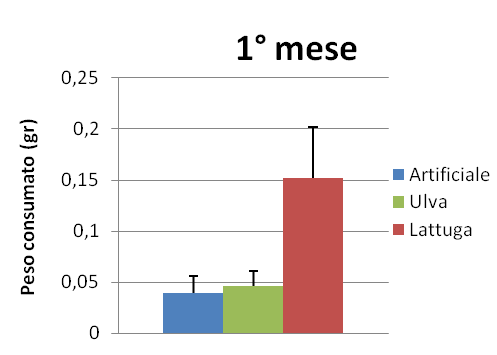 1° mese
Peso consumato (gr)
0,25
0,2
0,15
0,1
0,05
0
Artificiale
Ulva
Lattuga